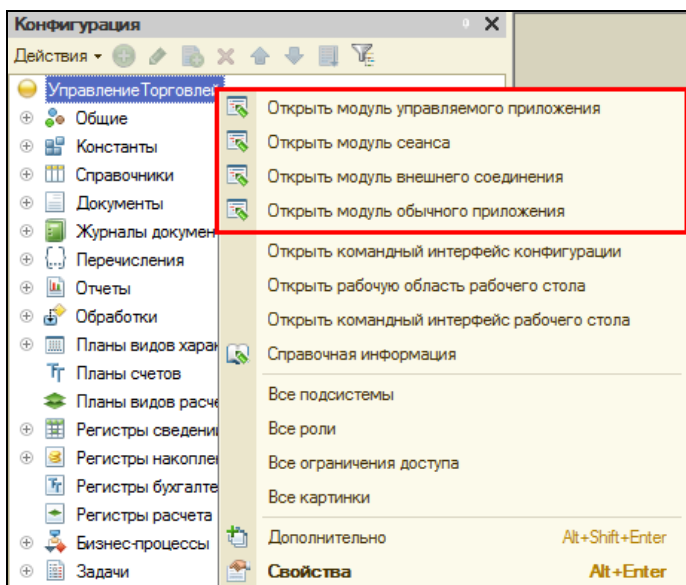 Конфигурация
Действия
УправлениеТорговлей
Общие
Константы
Справочники
Документы
Журналы докумен
Перечисления
Отчеты
Обработки
Планы видов харак
Планы счетов
Планы видов расче
Регистры сведени
Регистры накопле
Регистры бухгалте
Регистры расчета
Бизнес-процессы
Задачи
Открыть модуль управляемого приложения
Открыть модуль сеанса
Открыть модуль внешнего соединения
Открыть модуль обычного приложения
Открыть командный интерфейс конфигурации
Открыть рабочую область рабочего стола
Открыть командный интерфейс рабочего стола
Справочная информация
Все подсистемы
Все роли
Все ограничения доступа
Все картинки
Дополнительно Alt+Shift+Enter
Свойства Alt+Enter